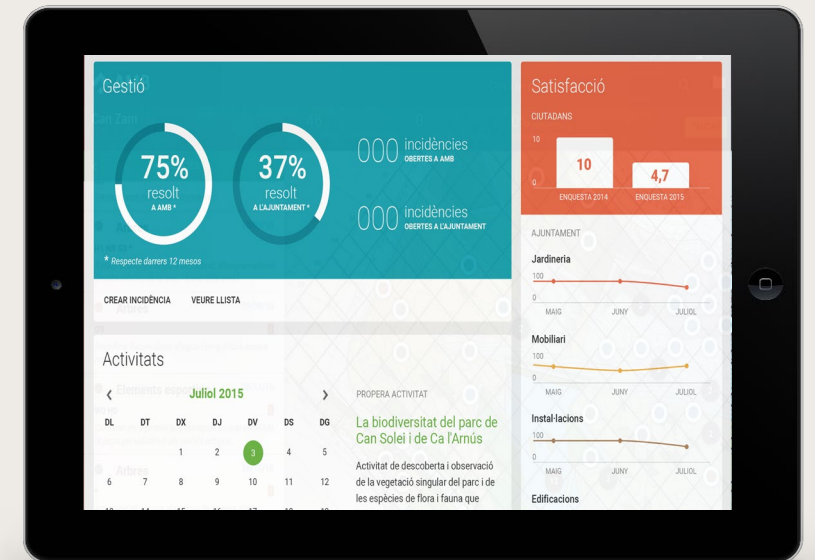 Gestió
75%
resolt
A AMB *
37%
resolt
A L'AJUNTAMENT *
000 incidències
OBERTES A AMB
000 incidències
OBERTES A L'AJUNTAMENT
* Respecte darrers 12 mesos
CREAR INCIDÈNCIA VEURE LLISTA
Satisfacció
CIUTADANS
10
0
10
4,7
ENQUESTA 2014 ENQUESTA 2015
AJUNTAMENT
Jardineria
100
0
MAIG JUNY JULIOL
Mobiliari
100
0
MAIG JUNY JULIOL
Instal·lacions
100
0
MAIG JUNY JULIOL
Edificacions
Activitats
‹ Juliol 2015 ›
DL DT DX DJ DV DS DG
1 2 3 4 5
6 7 8 9 10 11 12
PROPERA ACTIVITAT
La biodiversitat del parc de
Can Solei i de Ca l'Arnús
Activitat de descoberta i observació
de la vegetació singular del parc i de
les espècies de flora i fauna que